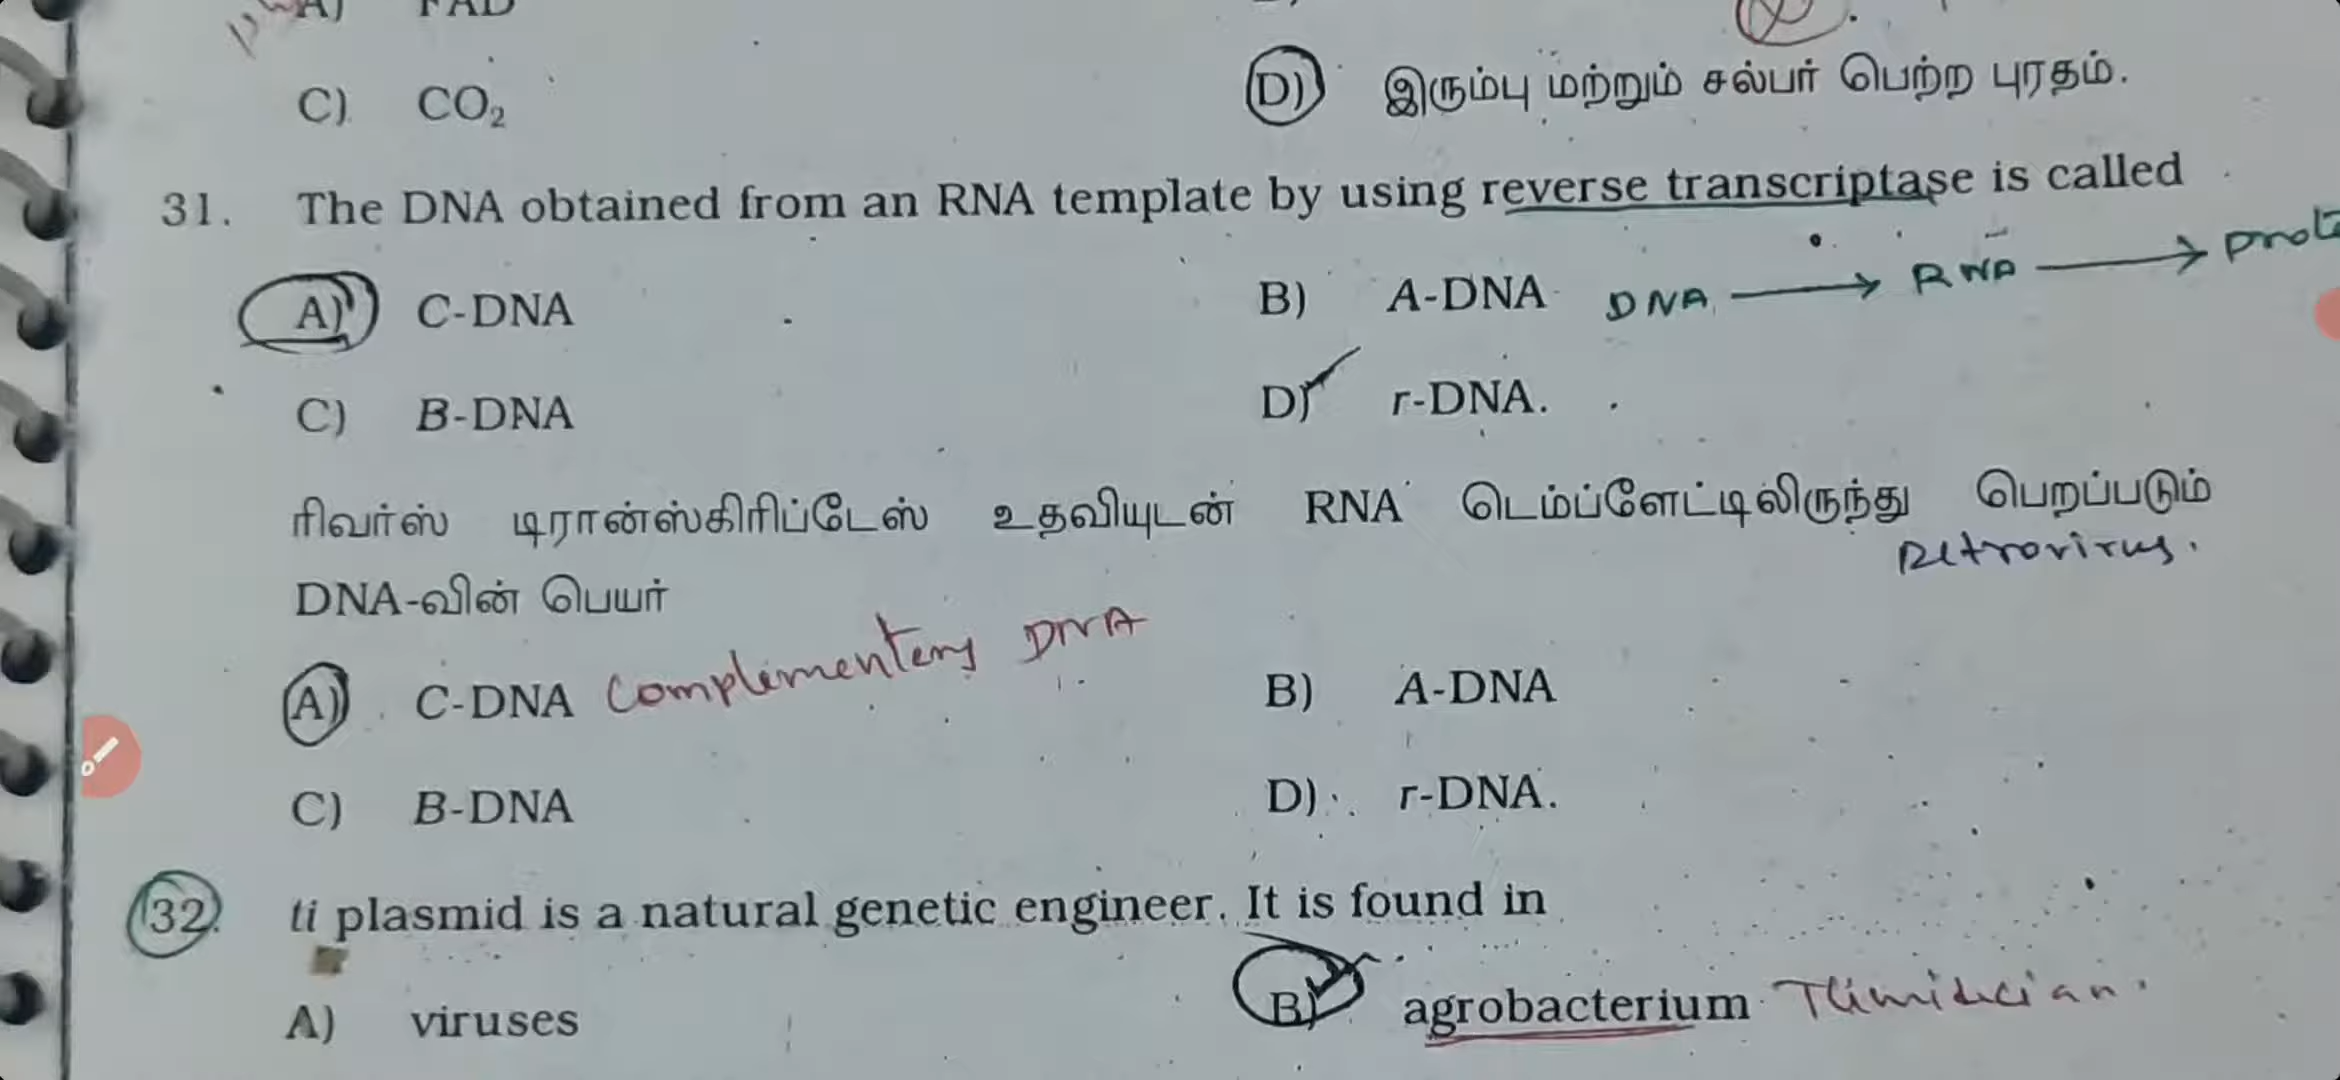 A) FAD
C) CO₂
D) இரும்பு மற்றும் சல்பர் பெற்ற புரதம்.
31. The DNA obtained from an RNA template by using reverse transcriptase is called
A) C-DNA
B) A-DNA
DNA → RNA →
C) B-DNA
D) r-DNA.
ரிவர்ஸ் டிரான்ஸ்கிரிப்டேஸ் உதவியுடன் RNA டெம்ப்ளேட்டிலிருந்து பெறப்படும்
Retrovirus.
DNA-வின் பெயர்
A) C-DNA Complementery DNA
B) A-DNA
C) B-DNA
D) r-DNA.
32. ti plasmid is a natural genetic engineer. It is found in
A) viruses
B) agrobacterium